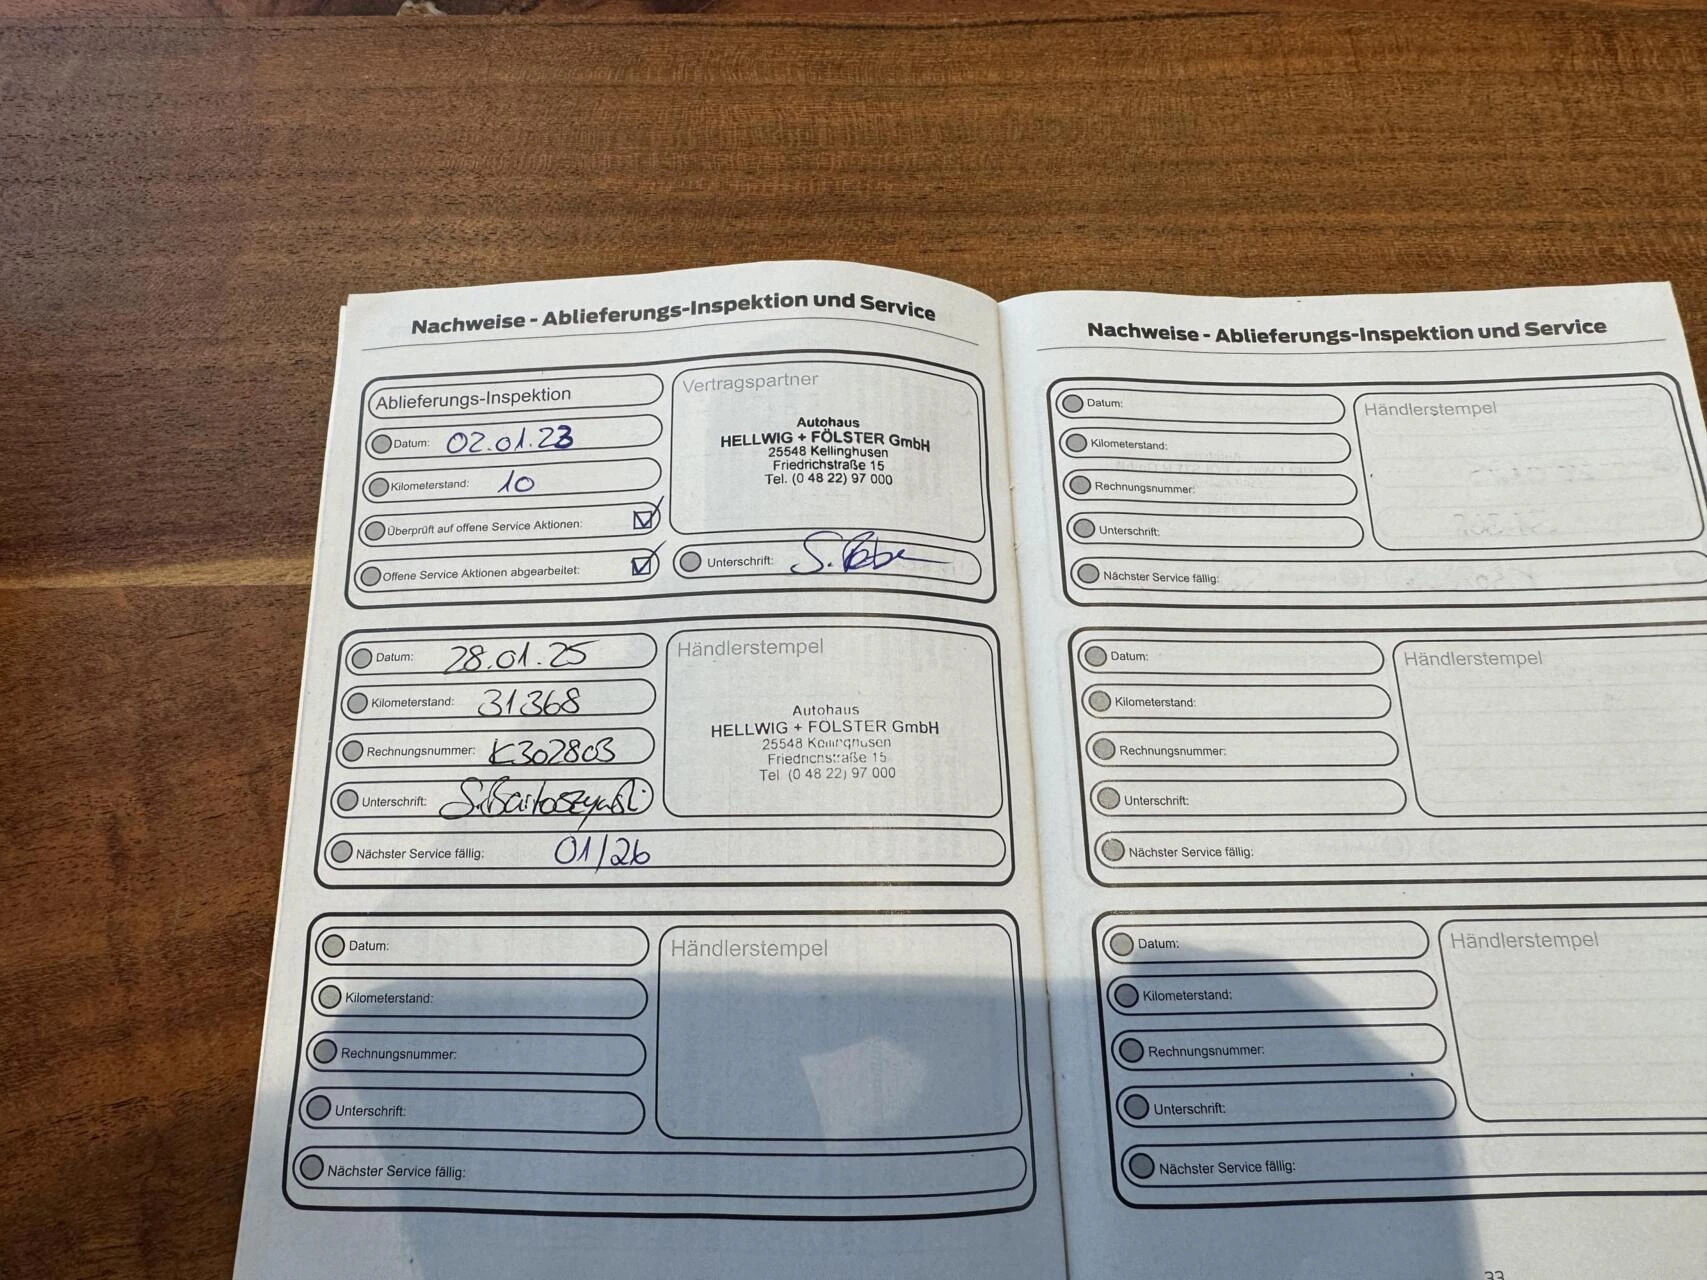 Nachweise - Ablieferungs-Inspektion und Service
Ablieferungs-Inspektion
Datum: 02.01.23
Kilometerstand: 10
Überprüft auf offene Service Aktionen:
Offene Service Aktionen abgearbeitet:
Vertragspartner
Autohaus
HELLWIG + FÖLSTER GmbH
25548 Kellinghusen
Friedrichstraße 15
Tel. (0 48 22) 97 000
Unterschrift:
Datum: 28.01.25
Kilometerstand: 31368
Rechnungsnummer: K302803
Unterschrift:
Nächster Service fällig: 01/26
Händlerstempel
Autohaus
HELLWIG + FÖLSTER GmbH
25548 Kellinghusen
Friedrichstraße 15
Tel (0 48 22) 97 000
Datum:
Kilometerstand:
Rechnungsnummer:
Unterschrift:
Nächster Service fällig:
Händlerstempel
Nachweise - Ablieferungs-Inspektion und Service
Datum:
Kilometerstand:
Rechnungsnummer:
Unterschrift:
Nächster Service fällig:
Händlerstempel
Datum:
Kilometerstand:
Rechnungsnummer:
Unterschrift:
Nächster Service fällig:
Händlerstempel
Datum:
Kilometerstand:
Rechnungsnummer:
Unterschrift:
Nächster Service fällig:
Händlerstempel
33